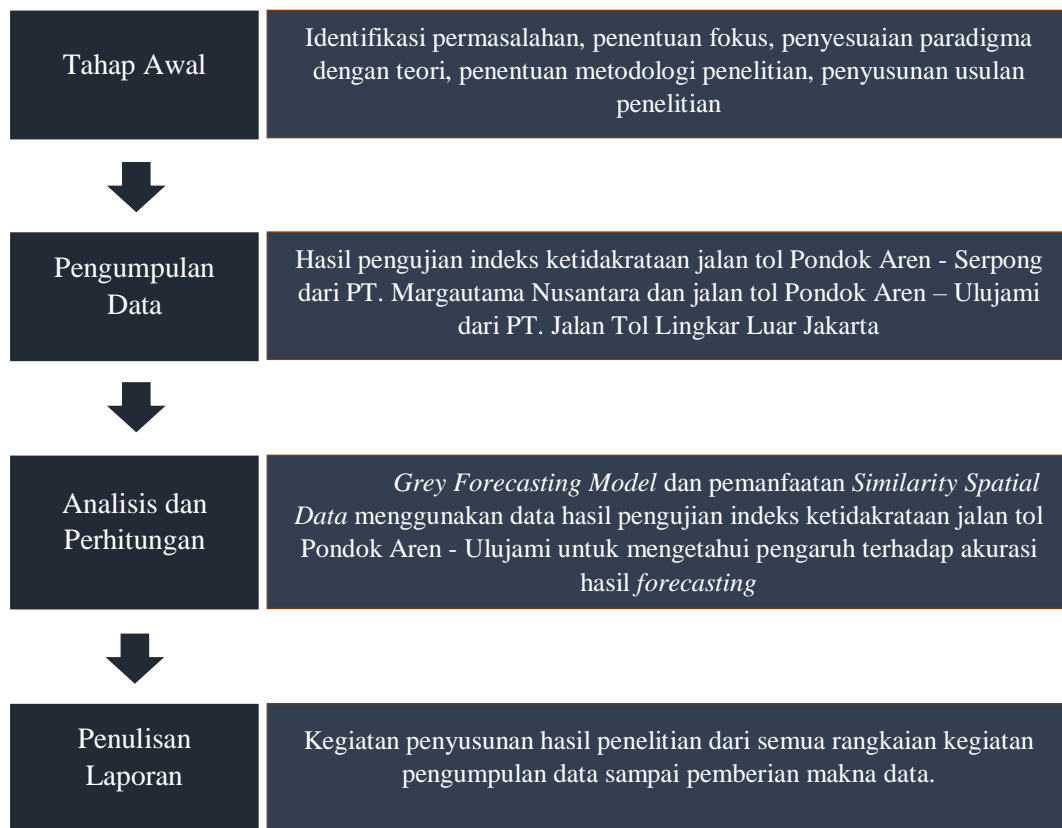 Tahap Awal
Identifikasi permasalahan, penentuan fokus, penyesuaian paradigma
dengan teori, penentuan metodologi penelitian, penyusunan usulan
penelitian
Pengumpulan
Data
Hasil pengujian indeks ketidakrataan jalan tol Pondok Aren - Serpong
dari PT. Margautama Nusantara dan jalan tol Pondok Aren – Ulujami
dari PT. Jalan Tol Lingkar Luar Jakarta
Analisis dan
Perhitungan
Grey Forecasting Model dan pemanfaatan Similarity Spatial
Data menggunakan data hasil pengujian indeks ketidakrataan jalan tol
Pondok Aren - Ulujami untuk mengetahui pengaruh terhadap akurasi
hasil forecasting
Penulisan
Laporan
Kegiatan penyusunan hasil penelitian dari semua rangkaian kegiatan
pengumpulan data sampai pemberian makna data.